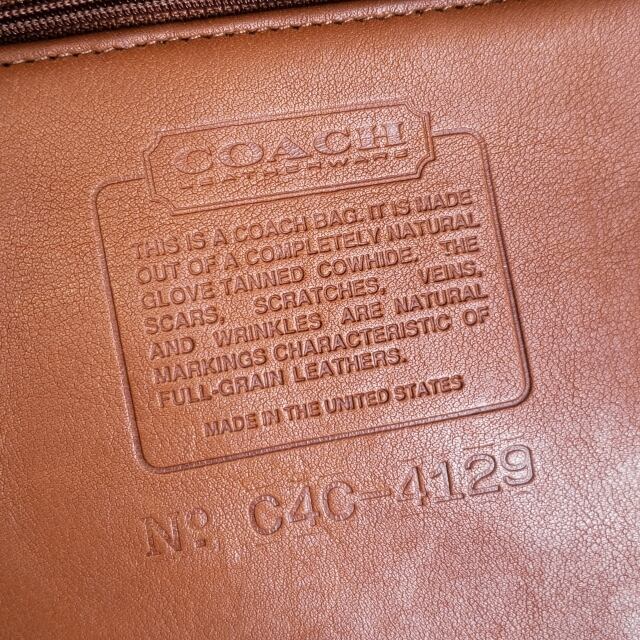 COACH
LEATHERWARE
THIS IS A COACH BAG. IT IS MADE
OUT OF A COMPLETELY NATURAL
GLOVE TANNED COWHIDE, THE
SCARS, SCRATCHES, VEINS,
AND WRINKLES ARE NATURAL
MARKINGS CHARACTERISTIC OF
FULL-GRAIN LEATHERS.
MADE IN THE UNITED STATES
Nº C4C-4129